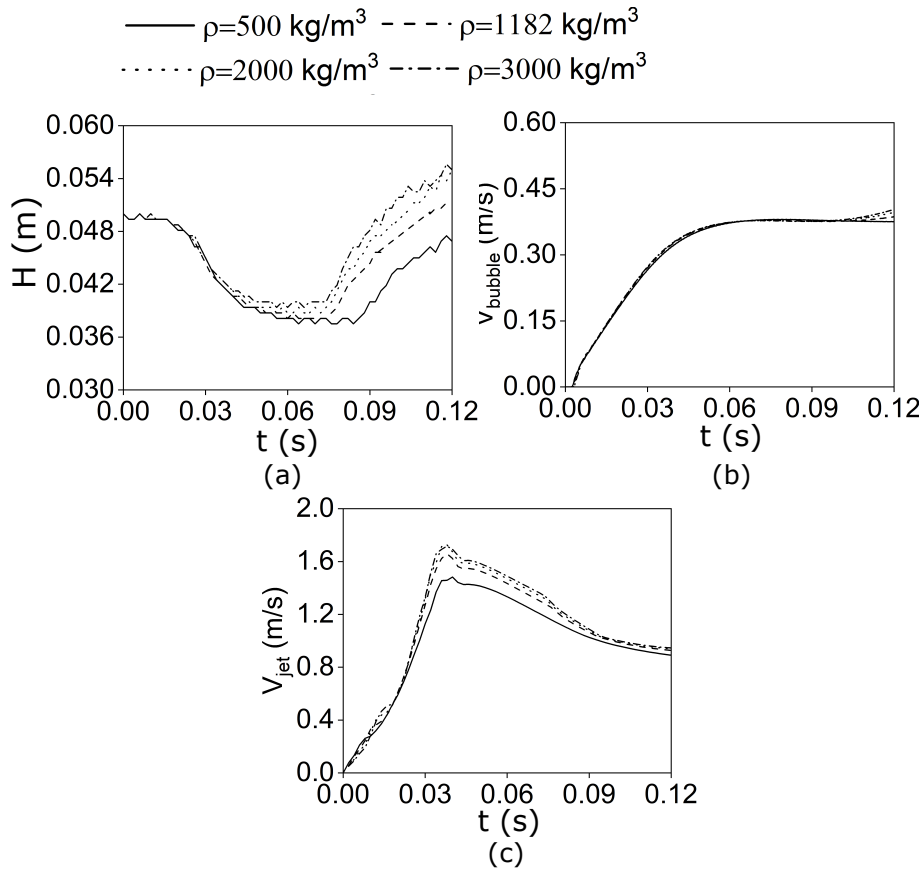 ρ=500 kg/m³ ρ=1182 kg/m³
ρ=2000 kg/m³ ρ=3000 kg/m³
0.060
0.054
0.048
0.042
0.036
0.030
H (m)
0.00 0.03 0.06 0.09 0.12
t (s)
(a)
0.60
0.45
0.30
0.15
0.00
v_bubble (m/s)
0.00 0.03 0.06 0.09 0.12
t (s)
(b)
2.0
1.6
1.2
0.8
0.4
0.0
V_jet (m/s)
0.00 0.03 0.06 0.09 0.12
t (s)
(c)